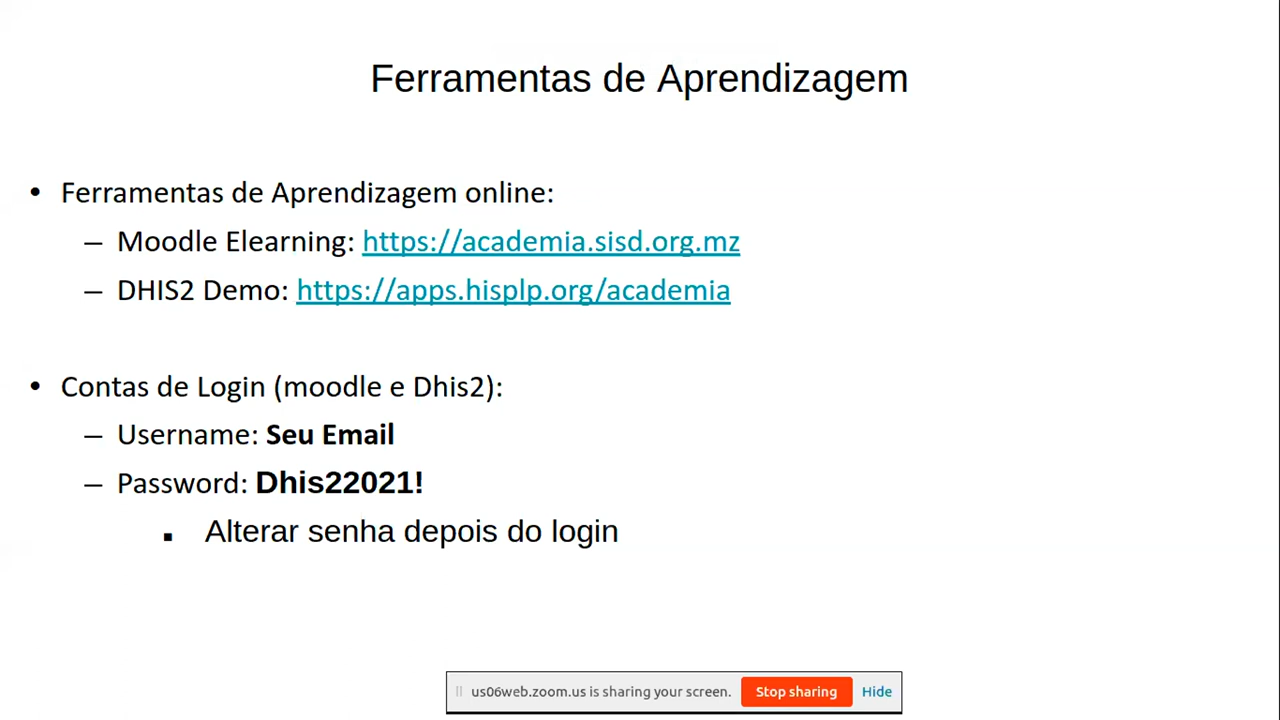 Ferramentas de Aprendizagem
• Ferramentas de Aprendizagem online:
– Moodle Elearning: https://academia.sisd.org.mz
– DHIS2 Demo: https://apps.hisplp.org/academia
• Contas de Login (moodle e Dhis2):
– Username: Seu Email
– Password: Dhis22021!
▪ Alterar senha depois do login
us06web.zoom.us is sharing your screen. Stop sharing Hide